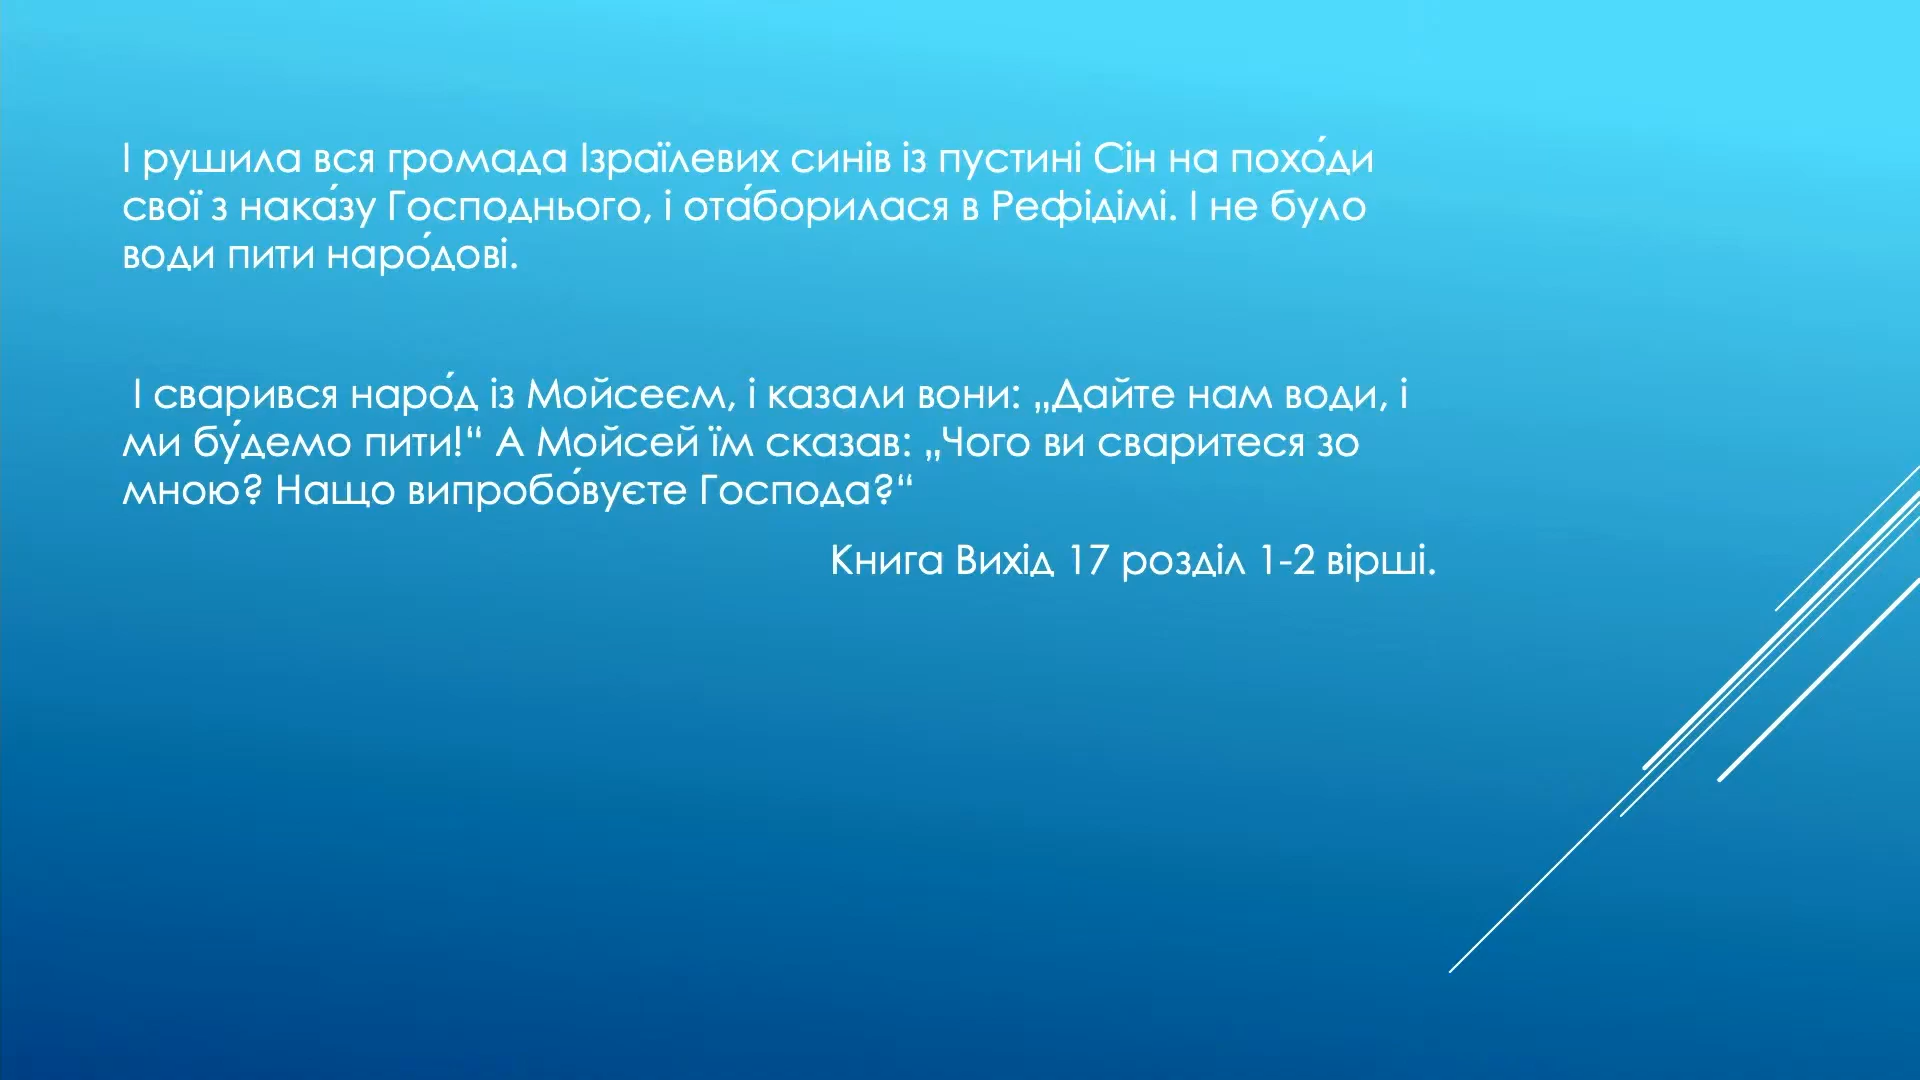 І рушила вся громада Ізраїлевих синів із пустині Сін на похо́ди
свої з нака́зу Господнього, і ота́борилася в Рефідімі. І не було
води пити наро́дові.
І сварився наро́д із Мойсеєм, і казали вони: „Дайте нам води, і
ми бу́демо пити!“ А Мойсей їм сказав: „Чого ви сваритеся зо
мною? Нащо випробо́вуєте Господа?“
Книга Вихід 17 розділ 1-2 вірші.